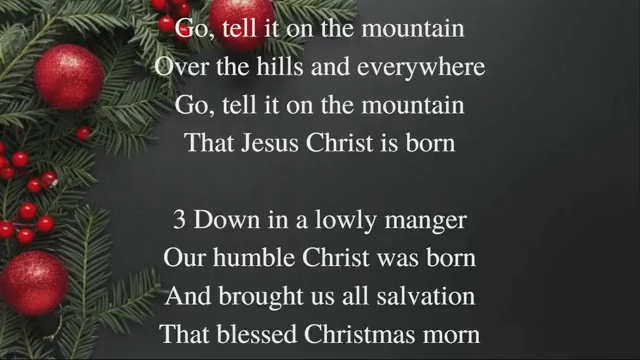 Go, tell it on the mountain
Over the hills and everywhere
Go, tell it on the mountain
That Jesus Christ is born
3 Down in a lowly manger
Our humble Christ was born
And brought us all salvation
That blessed Christmas morn